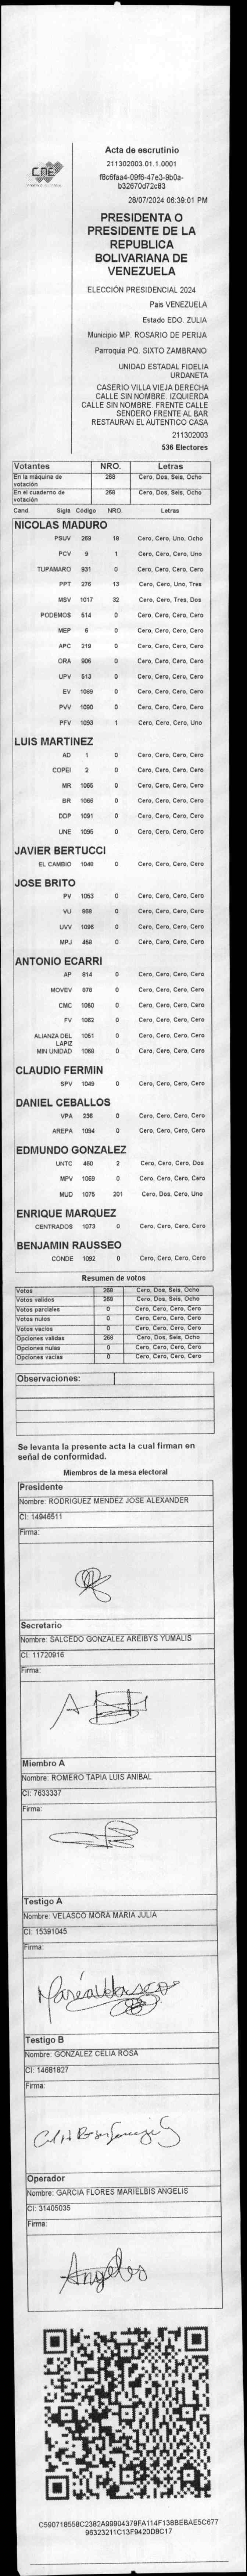 CNE
Acta de escrutinio
211302003.01.1.0001
f8c6faa4-09f6-47e3-9b0a-
b32670d72c83
28/07/2024 06:39:01 PM
PRESIDENTA O
PRESIDENTE DE LA
REPUBLICA
BOLIVARIANA DE
VENEZUELA
ELECCIÓN PRESIDENCIAL 2024
País VENEZUELA
Estado EDO. ZULIA
Municipio MP. ROSARIO DE PERIJA
Parroquia PQ. SIXTO ZAMBRANO
UNIDAD ESTADAL FIDELIA
URDANETA
CASERIO VILLA VIEJA DERECHA
CALLE SIN NOMBRE. IZQUIERDA
CALLE SIN NOMBRE. FRENTE CALLE
SENDERO FRENTE AL BAR
RESTAURAN EL AUTENTICO CASA
211302003
536 Electores
Votantes NRO. Letras
En la máquina de votación 268 Cero, Dos, Seis, Ocho
En el cuaderno de votación 268 Cero, Dos, Seis, Ocho
Cand. Sigla Código NRO. Letras
NICOLAS MADURO
PSUV 269 18 Cero, Cero, Uno, Ocho
PCV 9 1 Cero, Cero, Cero, Uno
TUPAMARO 931 0 Cero, Cero, Cero, Cero
PPT 276 13 Cero, Cero, Uno, Tres
MSV 1017 32 Cero, Cero, Tres, Dos
PODEMOS 514 0 Cero, Cero, Cero, Cero
MEP 6 0 Cero, Cero, Cero, Cero
APC 219 0 Cero, Cero, Cero, Cero
ORA 906 0 Cero, Cero, Cero, Cero
UPV 513 0 Cero, Cero, Cero, Cero
EV 1089 0 Cero, Cero, Cero, Cero
PVV 1090 0 Cero, Cero, Cero, Cero
PFV 1093 1 Cero, Cero, Cero, Uno
LUIS MARTINEZ
AD 1 0 Cero, Cero, Cero, Cero
COPEI 2 0 Cero, Cero, Cero, Cero
MR 1065 0 Cero, Cero, Cero, Cero
BR 1066 0 Cero, Cero, Cero, Cero
DDP 1091 0 Cero, Cero, Cero, Cero
UNE 1095 0 Cero, Cero, Cero, Cero
JAVIER BERTUCCI
EL CAMBIO 1048 0 Cero, Cero, Cero, Cero
JOSE BRITO
PV 1053 0 Cero, Cero, Cero, Cero
VU 868 0 Cero, Cero, Cero, Cero
UVV 1096 0 Cero, Cero, Cero, Cero
MPJ 458 0 Cero, Cero, Cero, Cero
ANTONIO ECARRI
AP 814 0 Cero, Cero, Cero, Cero
MOVEV 878 0 Cero, Cero, Cero, Cero
CMC 1050 0 Cero, Cero, Cero, Cero
FV 1062 0 Cero, Cero, Cero, Cero
ALIANZA DEL LAPIZ 1051 0 Cero, Cero, Cero, Cero
MIN UNIDAD 1068 0 Cero, Cero, Cero, Cero
CLAUDIO FERMIN
SPV 1049 0 Cero, Cero, Cero, Cero
DANIEL CEBALLOS
VPA 236 0 Cero, Cero, Cero, Cero
AREPA 1094 0 Cero, Cero, Cero, Cero
EDMUNDO GONZALEZ
UNTC 460 2 Cero, Cero, Cero, Dos
MPV 1069 0 Cero, Cero, Cero, Cero
MUD 1075 201 Cero, Dos, Cero, Uno
ENRIQUE MARQUEZ
CENTRADOS 1073 0 Cero, Cero, Cero, Cero
BENJAMIN RAUSSEO
CONDE 1092 0 Cero, Cero, Cero, Cero
Resumen de votos
Votos 268 Cero, Dos, Seis, Ocho
Votos validos 268 Cero, Dos, Seis, Ocho
Votos parciales 0 Cero, Cero, Cero, Cero
Votos nulos 0 Cero, Cero, Cero, Cero
Votos vacios 0 Cero, Cero, Cero, Cero
Opciones validas 268 Cero, Dos, Seis, Ocho
Opciones nulas 0 Cero, Cero, Cero, Cero
Opciones vacias 0 Cero, Cero, Cero, Cero
Observaciones:
Se levanta la presente acta la cual firman en
señal de conformidad.
Miembros de la mesa electoral
Presidente
Nombre: RODRIGUEZ MENDEZ JOSE ALEXANDER
CI: 14946511
Firma:
Secretario
Nombre: SALCEDO GONZALEZ AREIBYS YUMALIS
CI: 11720916
Firma:
Miembro A
Nombre: ROMERO TAPIA LUIS ANIBAL
CI: 7633337
Firma:
Testigo A
Nombre: VELASCO MORA MARIA JULIA
CI: 15391045
Firma:
María Velasco
Testigo B
Nombre: GONZALEZ CELIA ROSA
CI: 14681827
Firma:
Operador
Nombre: GARCIA FLORES MARIELBIS ANGELIS
CI: 31405035
Firma:
Angelis
C590718558C2382A99904379FA114F138BEBAE5C677
96323211C13F9420D8C17